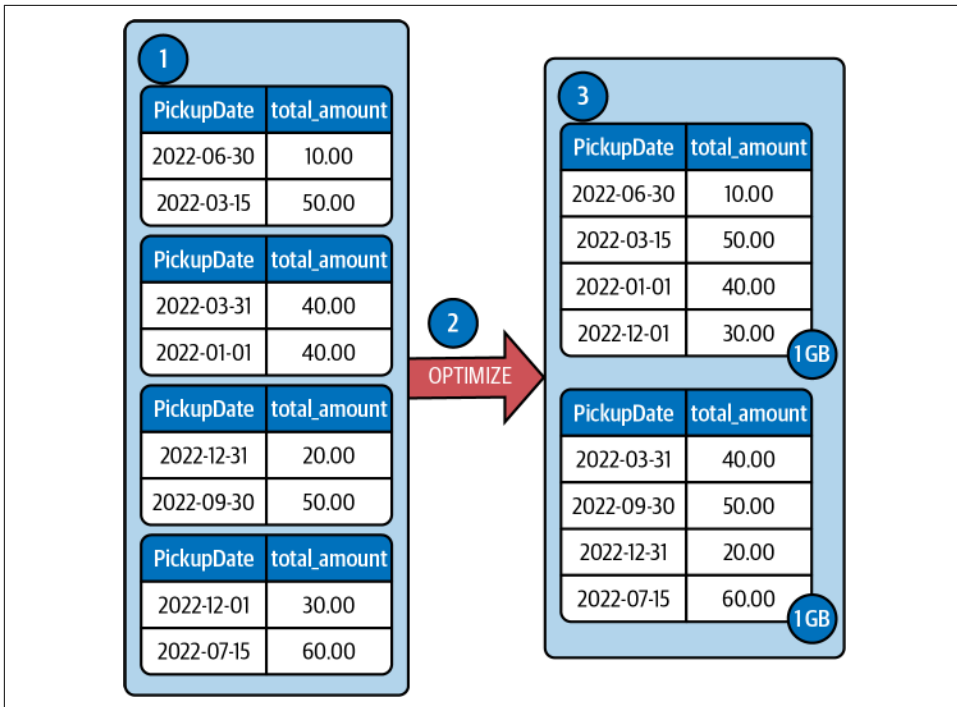 1
PickupDate total_amount
2022-06-30 10.00
2022-03-15 50.00
PickupDate total_amount
2022-03-31 40.00
2022-01-01 40.00
PickupDate total_amount
2022-12-31 20.00
2022-09-30 50.00
PickupDate total_amount
2022-12-01 30.00
2022-07-15 60.00
2
OPTIMIZE
3
PickupDate total_amount
2022-06-30 10.00
2022-03-15 50.00
2022-01-01 40.00
2022-12-01 30.00
1GB
PickupDate total_amount
2022-03-31 40.00
2022-09-30 50.00
2022-12-31 20.00
2022-07-15 60.00
1GB